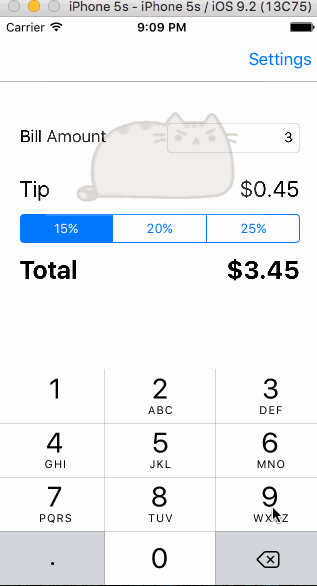 iPhone 5s - iPhone 5s / iOS 9.2 (13C75)
Carrier 9:09 PM
Settings
Bill Amount 3
Tip $0.45
15% 20% 25%
Total $3.45
1 2 3
ABC DEF
4 5 6
GHI JKL MNO
7 8 9
PQRS TUV WXYZ
. 0